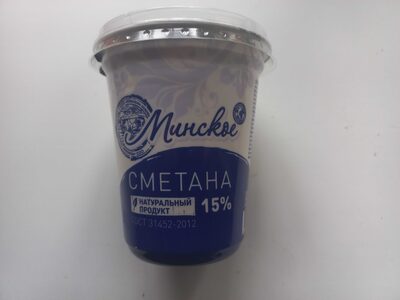 Минское
СМЕТАНА
НАТУРАЛЬНЫЙ
ПРОДУКТ
15%
ГОСТ 31452-2012